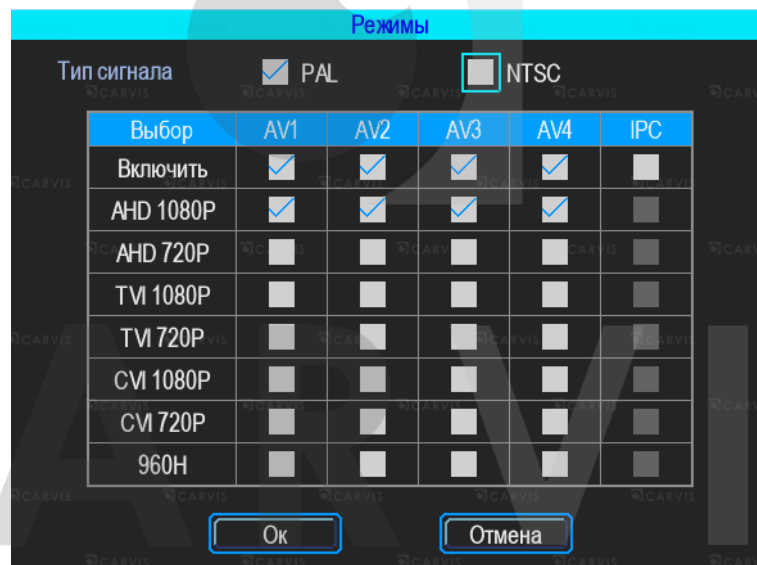 Режимы
Тип сигнала PAL NTSC
Выбор AV1 AV2 AV3 AV4 IPC
Включить
AHD 1080P
AHD 720P
TVI 1080P
TVI 720P
CVI 1080P
CVI 720P
960H
Ок Отмена
CARVIS